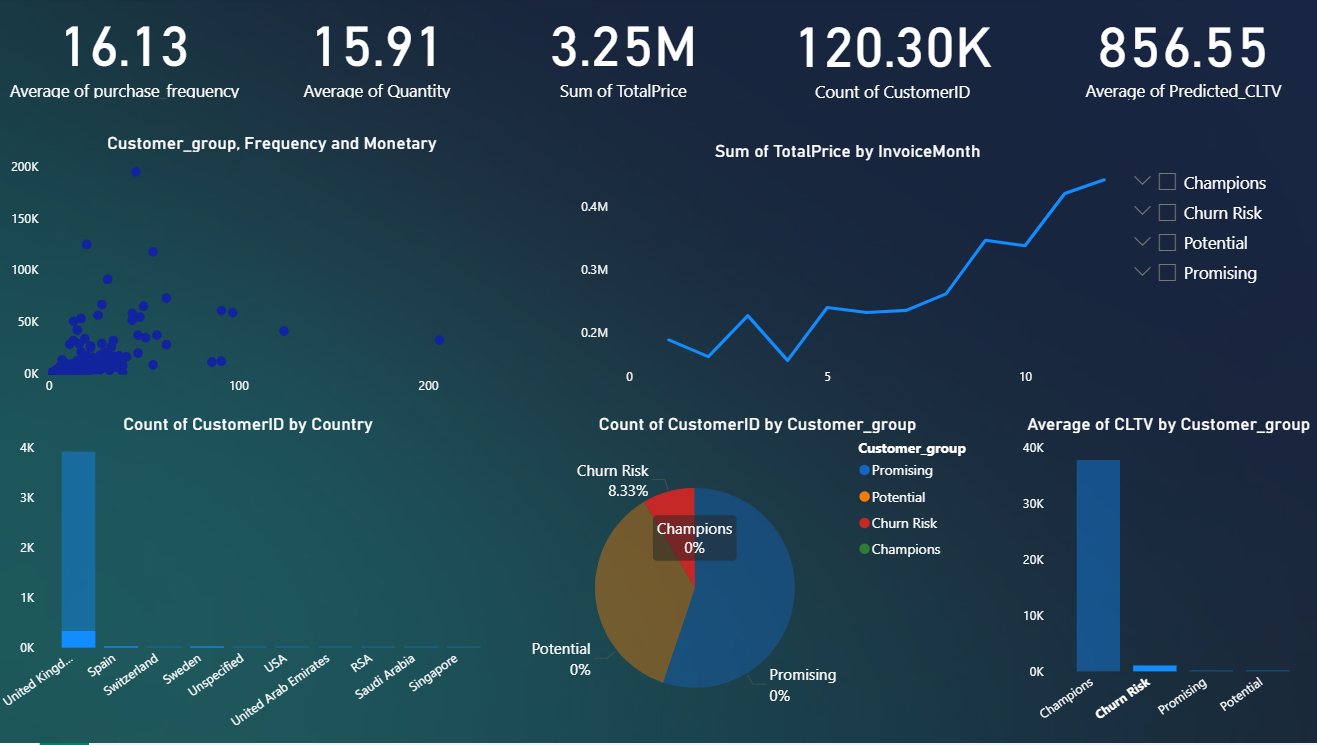 16.13
Average of purchase_frequency
15.91
Average of Quantity
3.25M
Sum of TotalPrice
120.30K
Count of CustomerID
856.55
Average of Predicted_CLTV
Customer_group, Frequency and Monetary
200K
150K
100K
50K
0K
0
100
200
Sum of TotalPrice by InvoiceMonth
0.4M
0.3M
0.2M
0
5
10
Champions
Churn Risk
Potential
Promising
Count of CustomerID by Country
4K
3K
2K
1K
0K
United Kingd...
Spain
Switzerland
Sweden
Unspecified
USA
United Arab Emirates
RSA
Saudi Arabia
Singapore
Count of CustomerID by Customer_group
Churn Risk
8.33%
Champions
0%
Potential
0%
Promising
0%
Customer_group
Promising
Potential
Churn Risk
Champions
Average of CLTV by Customer_group
40K
30K
20K
10K
0K
Champions
Churn Risk
Promising
Potential